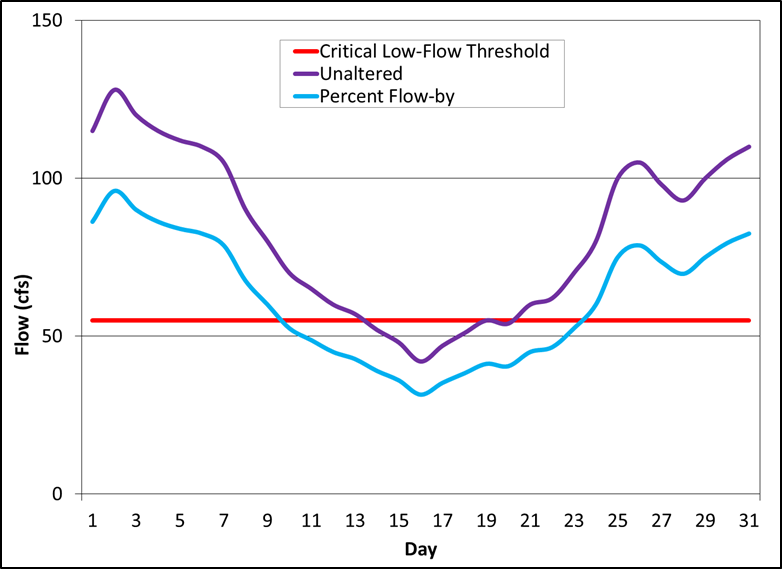 150
Critical Low-Flow Threshold
Unaltered
Percent Flow-by
100
Flow (cfs)
50
0
1 3 5 7 9 11 13 15 17 19 21 23 25 27 29 31
Day